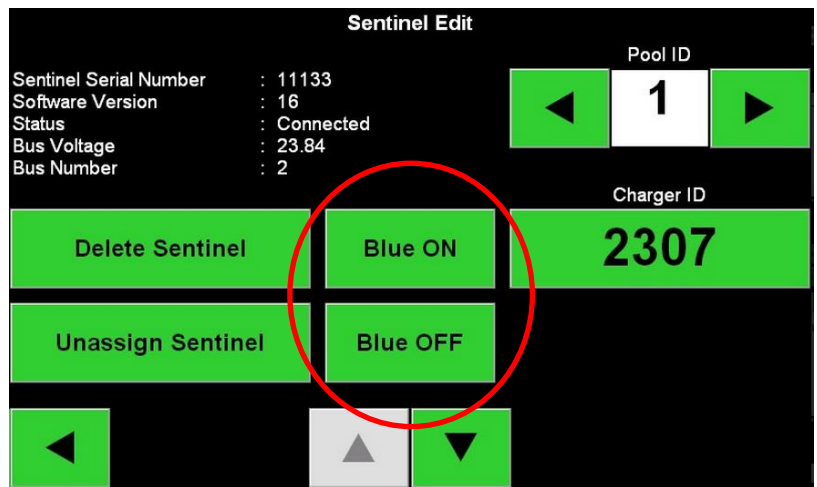 Sentinel Edit
Pool ID
Sentinel Serial Number : 11133
Software Version : 16
Status : Connected
Bus Voltage : 23.84
Bus Number : 2
1
Charger ID
Delete Sentinel
Blue ON
2307
Unassign Sentinel
Blue OFF